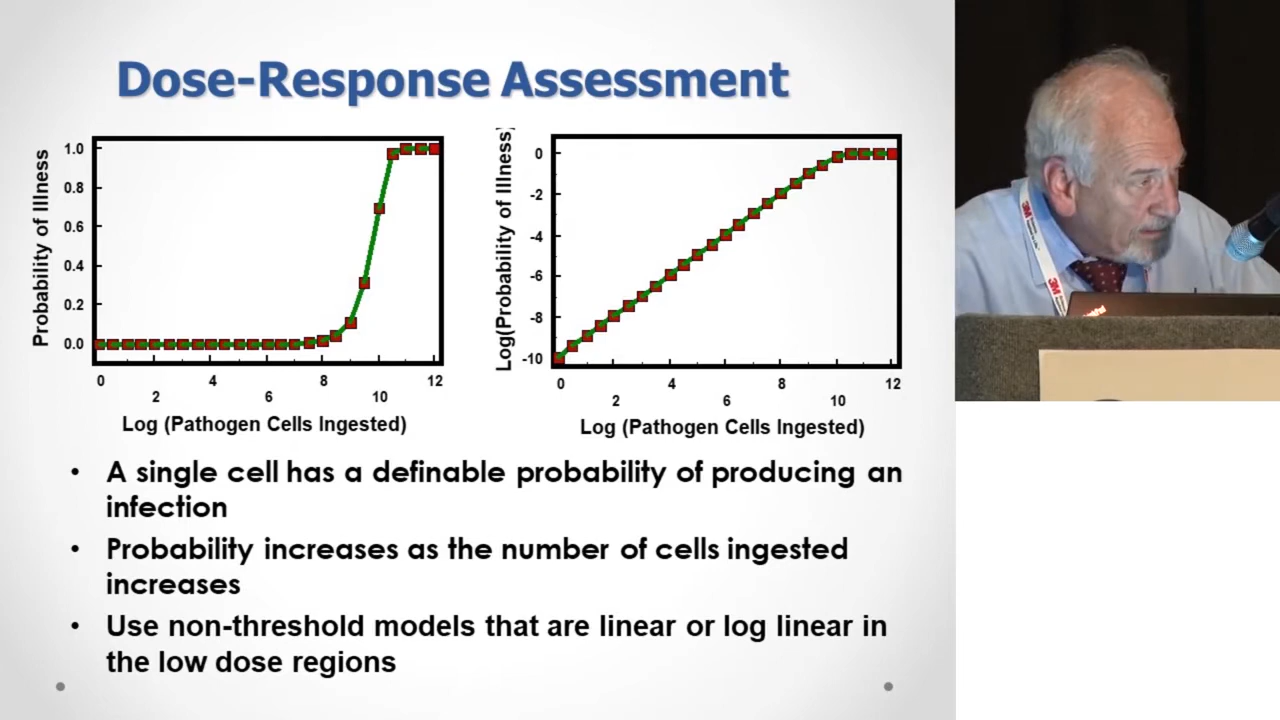 Dose-Response Assessment
Probability of Illness
1.0
0.8
0.6
0.4
0.2
0.0
0 2 4 6 8 10 12
Log (Pathogen Cells Ingested)
Log(Probability of Illness)
0
-2
-4
-6
-8
-10
0 2 4 6 8 10 12
Log (Pathogen Cells Ingested)
• A single cell has a definable probability of producing an
infection
• Probability increases as the number of cells ingested
increases
• Use non-threshold models that are linear or log linear in
the low dose regions
3M
3M